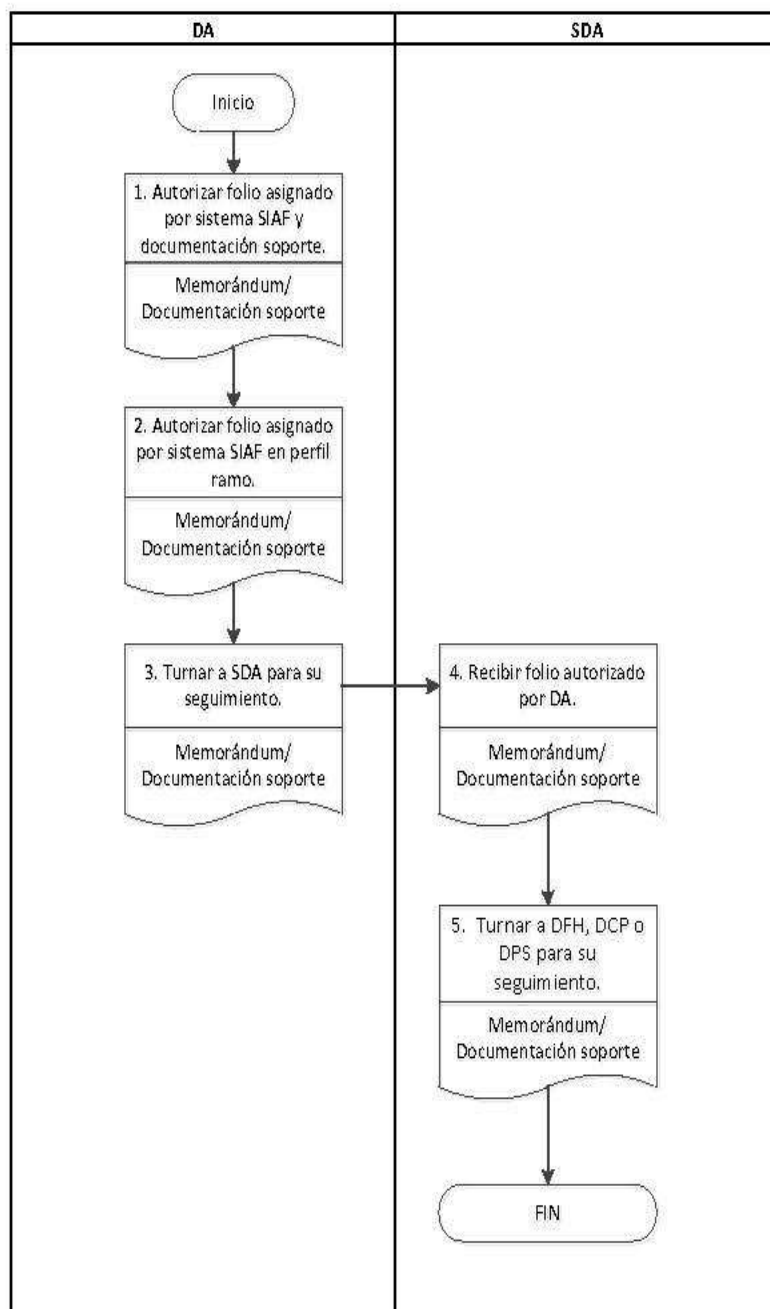 DA
SDA
Inicio
1. Autorizar folio asignado
por sistema SIAF y
documentación soporte.
Memorándum/
Documentación soporte
2. Autorizar folio asignado
por sistema SIAF en perfil
ramo.
Memorándum/
Documentación soporte
3. Turnar a SDA para su
seguimiento.
Memorándum/
Documentación soporte
4. Recibir folio autorizado
por DA.
Memorándum/
Documentación soporte
5. Turnar a DFH, DCP o
DPS para su
seguimiento.
Memorándum/
Documentación soporte
FIN